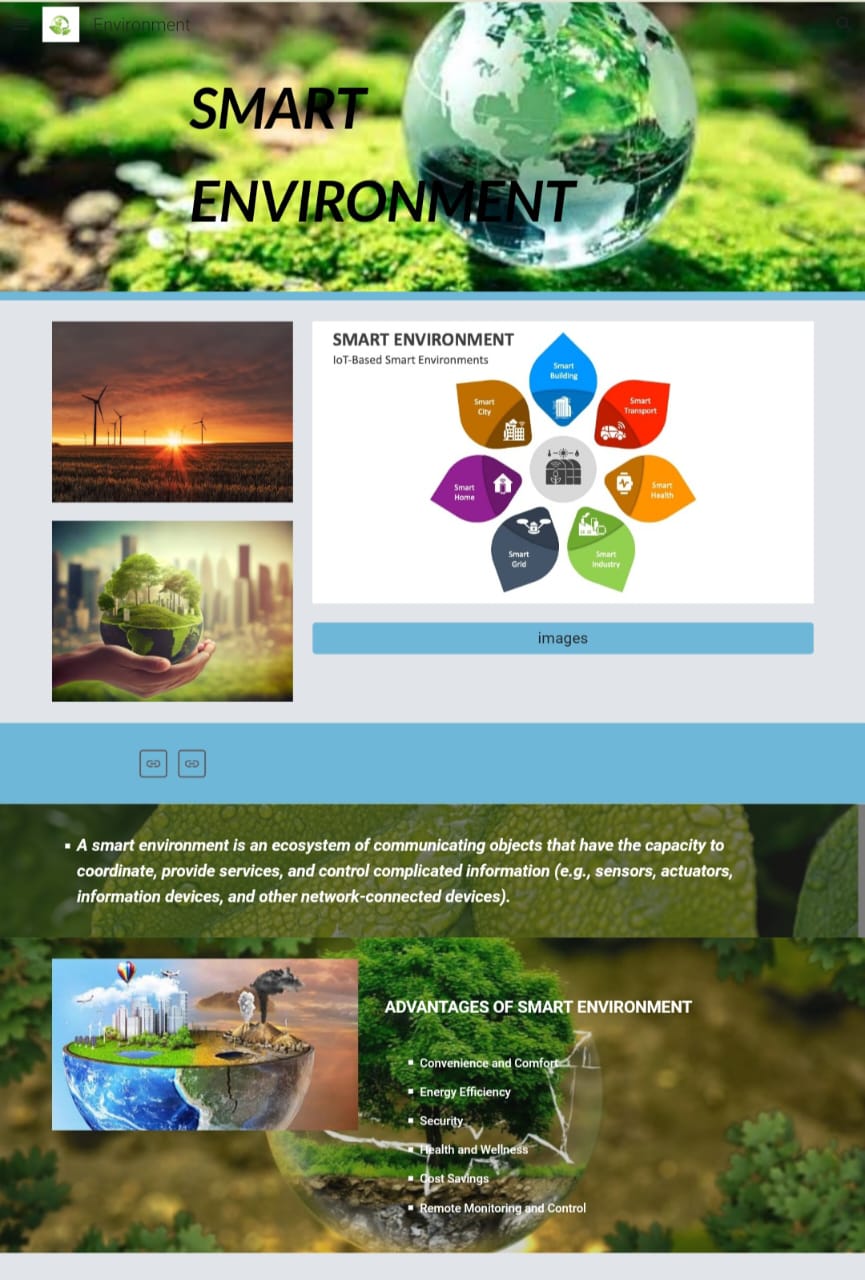 Environment
SMART
ENVIRONMENT
SMART ENVIRONMENT
IoT-Based Smart Environments
Smart
Building
Smart
City
Smart
Transport
Smart
Home
Smart
Health
Smart
Grid
Smart
Industry
images
▪ A smart environment is an ecosystem of communicating objects that have the capacity to
coordinate, provide services, and control complicated information (e.g., sensors, actuators,
information devices, and other network-connected devices).
ADVANTAGES OF SMART ENVIRONMENT
▪ Convenience and Comfort
▪ Energy Efficiency
▪ Security
▪ Health and Wellness
▪ Cost Savings
▪ Remote Monitoring and Control